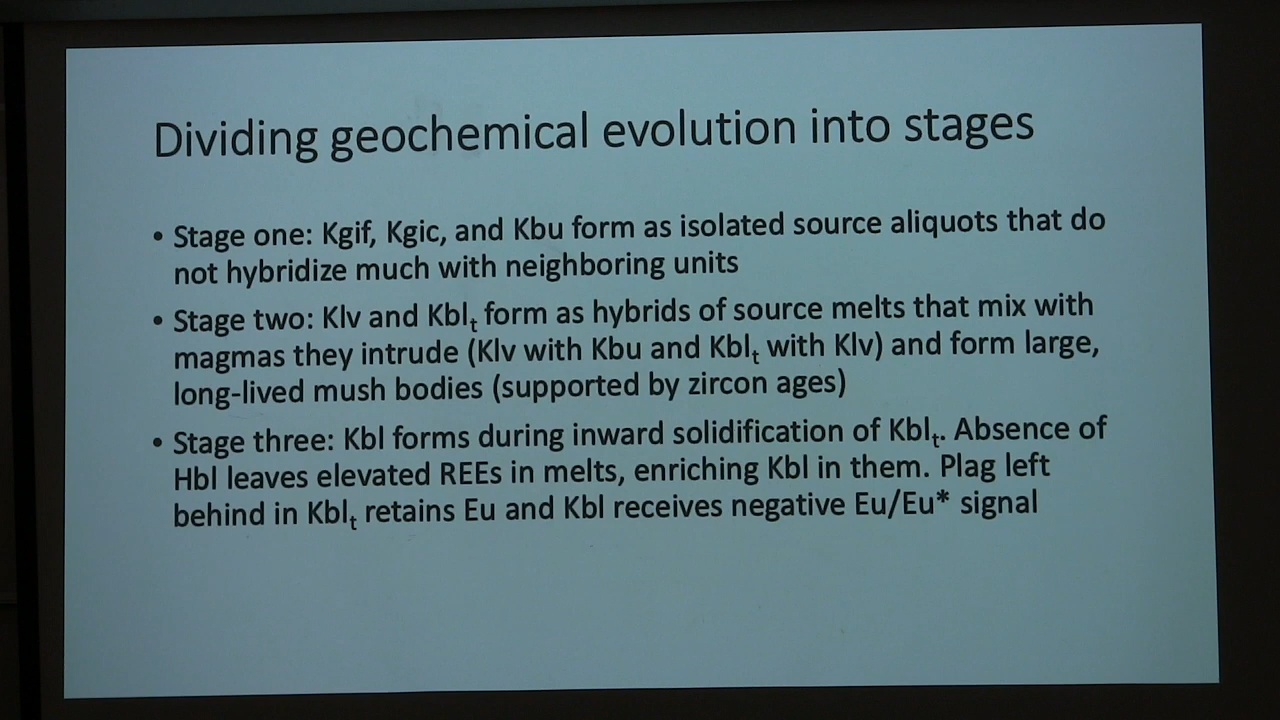 Dividing geochemical evolution into stages
• Stage one: Kgif, Kgic, and Kbu form as isolated source aliquots that do
not hybridize much with neighboring units
• Stage two: Klv and Kblt form as hybrids of source melts that mix with
magmas they intrude (Klv with Kbu and Kblt with Klv) and form large,
long-lived mush bodies (supported by zircon ages)
• Stage three: Kbl forms during inward solidification of Kblt. Absence of
Hbl leaves elevated REEs in melts, enriching Kbl in them. Plag left
behind in Kblt retains Eu and Kbl receives negative Eu/Eu* signal